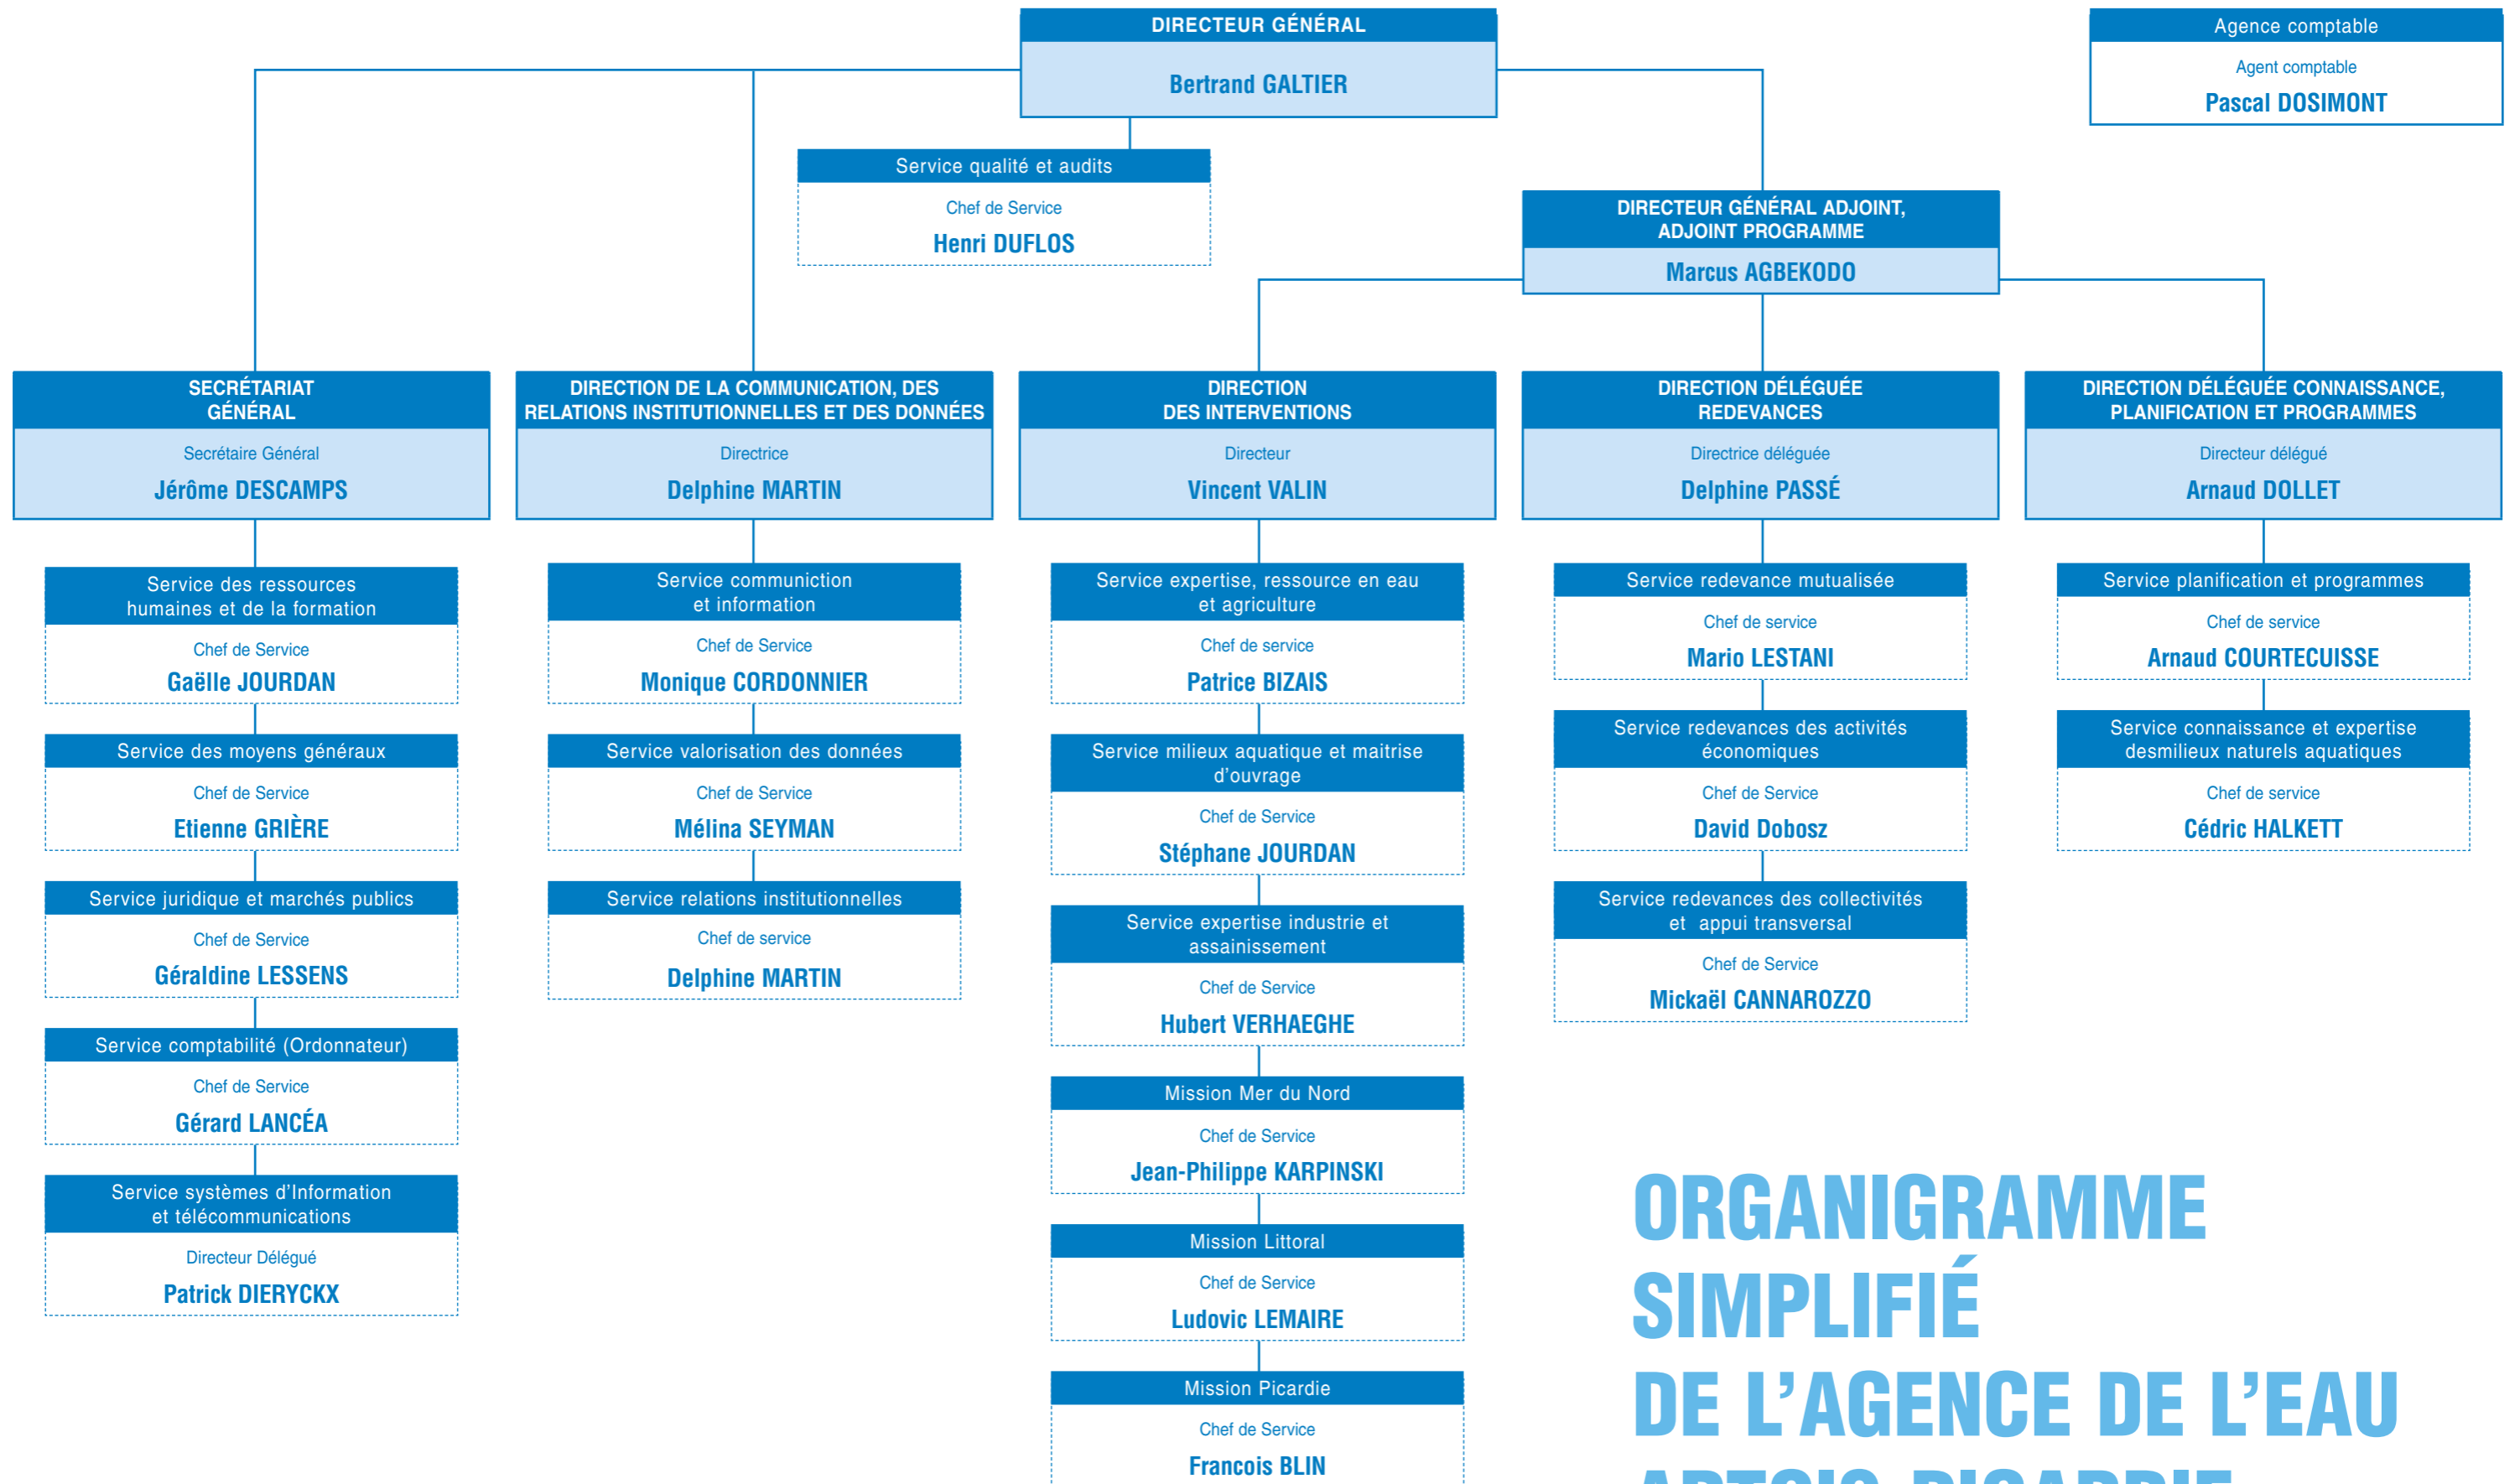 DIRECTEUR GÉNÉRAL
Bertrand GALTIER
Agence comptable
Agent comptable
Pascal DOSIMONT
Service qualité et audits
Chef de Service
Henri DUFLOS
DIRECTEUR GÉNÉRAL ADJOINT,
ADJOINT PROGRAMME
Marcus AGBEKODO
SECRÉTARIAT
GÉNÉRAL
Secrétaire Général
Jérôme DESCAMPS
Service des ressources
humaines et de la formation
Chef de Service
Gaëlle JOURDAN
Service des moyens généraux
Chef de Service
Etienne GRIÈRE
Service juridique et marchés publics
Chef de Service
Géraldine LESSENS
Service comptabilité (Ordonnateur)
Chef de Service
Gérard LANCÉA
Service systèmes d'Information
et télécommunications
Directeur Délégué
Patrick DIERYCKX
DIRECTION DE LA COMMUNICATION, DES
RELATIONS INSTITUTIONNELLES ET DES DONNÉES
Directrice
Delphine MARTIN
Service communiction
et information
Chef de Service
Monique CORDONNIER
Service valorisation des données
Chef de Service
Mélina SEYMAN
Service relations institutionnelles
Chef de service
Delphine MARTIN
DIRECTION
DES INTERVENTIONS
Directeur
Vincent VALIN
Service expertise, ressource en eau
et agriculture
Chef de service
Patrice BIZAIS
Service milieux aquatique et maitrise
d'ouvrage
Chef de Service
Stéphane JOURDAN
Service expertise industrie et
assainissement
Chef de Service
Hubert VERHAEGHE
Mission Mer du Nord
Chef de Service
Jean-Philippe KARPINSKI
Mission Littoral
Chef de Service
Ludovic LEMAIRE
Mission Picardie
Chef de Service
Francois BLIN
DIRECTION DÉLÉGUÉE
REDEVANCES
Directrice déléguée
Delphine PASSÉ
Service redevance mutualisée
Chef de service
Mario LESTANI
Service redevances des activités
économiques
Chef de Service
David Dobosz
Service redevances des collectivités
et appui transversal
Chef de Service
Mickaël CANNAROZZO
DIRECTION DÉLÉGUÉE CONNAISSANCE,
PLANIFICATION ET PROGRAMMES
Directeur délégué
Arnaud DOLLET
Service planification et programmes
Chef de service
Arnaud COURTECUISSE
Service connaissance et expertise
desmilieux naturels aquatiques
Chef de service
Cédric HALKETT
ORGANIGRAMME
SIMPLIFIÉ
DE L'AGENCE DE L'EAU
ARTOIS-PICARDIE